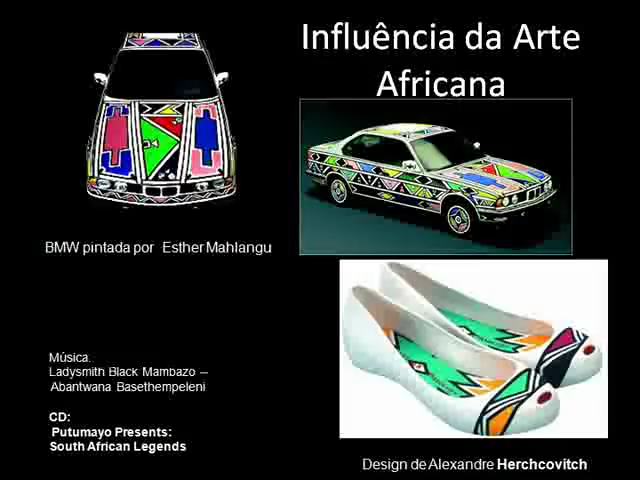 Influência da Arte
Africana
BMW pintada por Esther Mahlangu
Música.
Ladysmith Black Mambazo –
Abantwana Basethempeleni
CD:
Putumayo Presents:
South African Legends
Design de Alexandre Herchcovitch